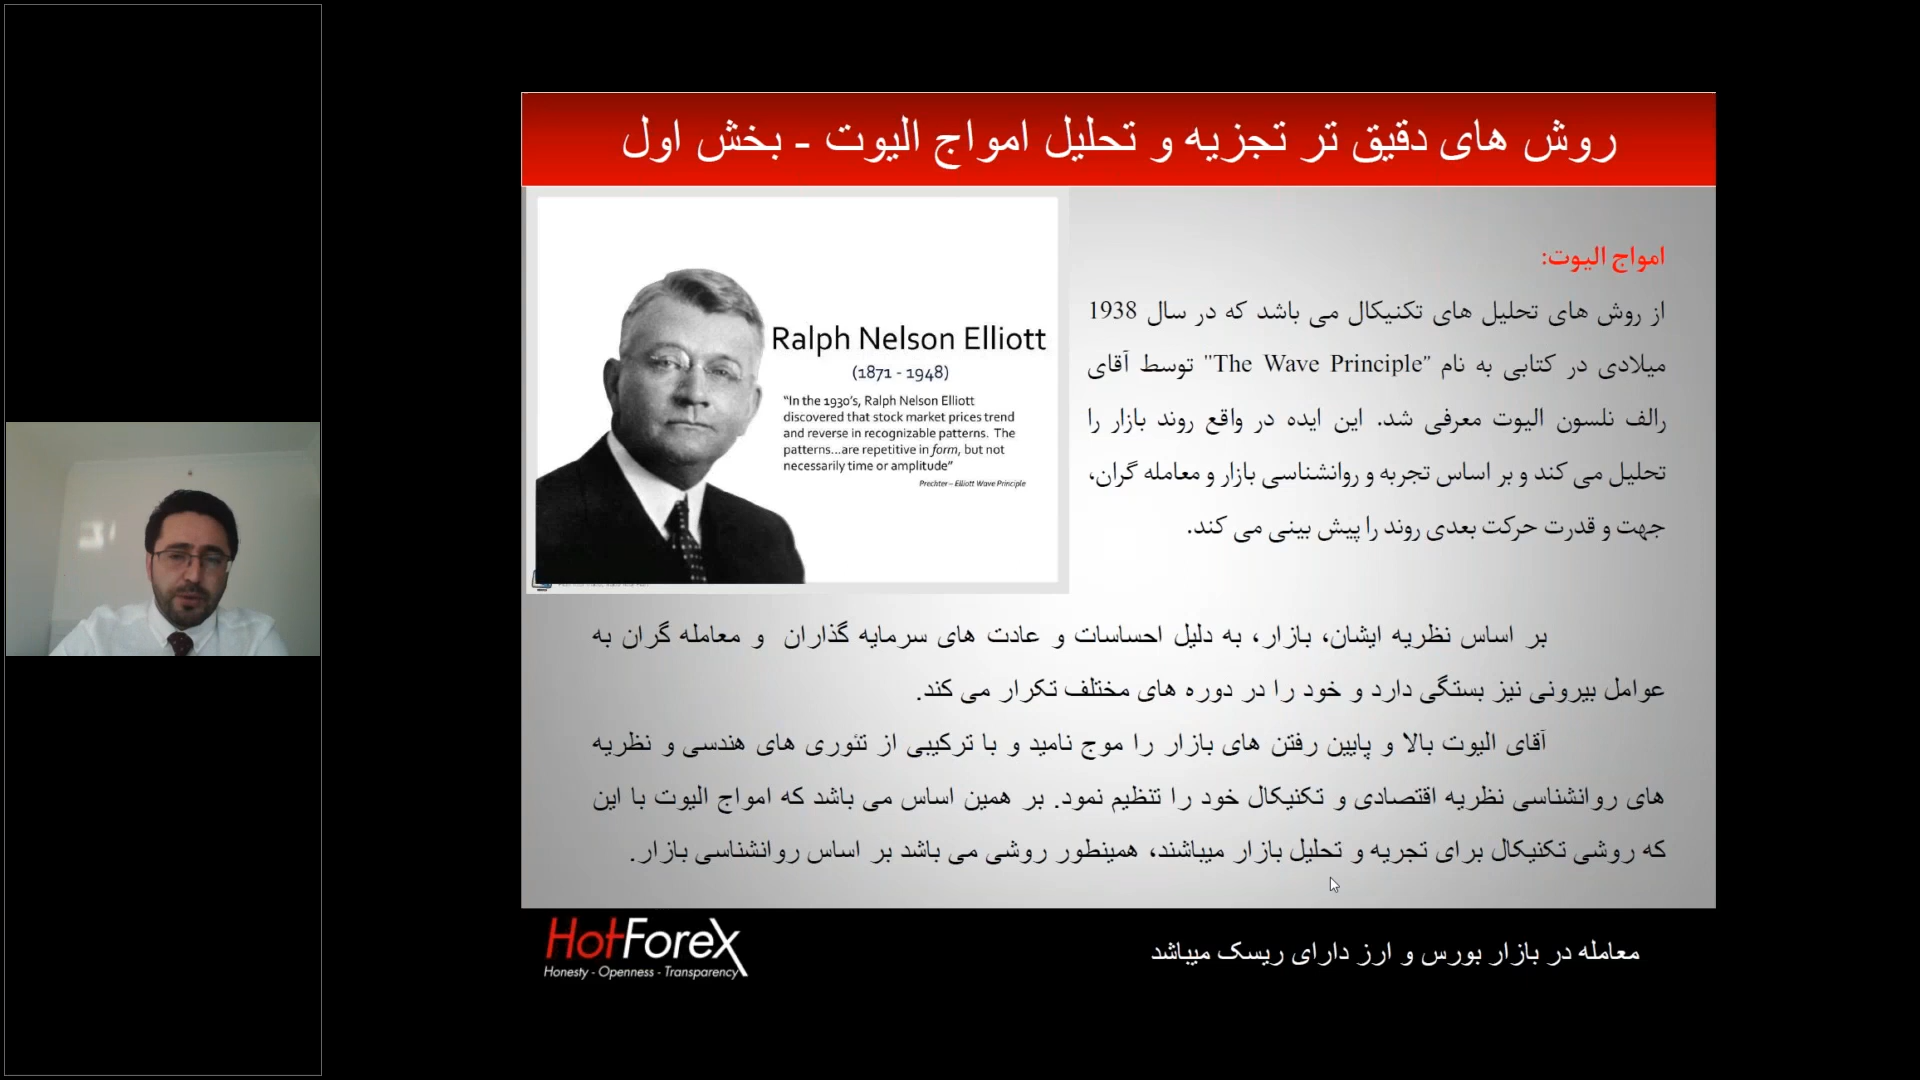 روش های دقیق تر تجزیه و تحلیل امواج الیوت - بخش اول
امواج الیوت:
از روش های تحلیل های تکنیکال می باشد که در سال 1938
میلادی در کتابی به نام "The Wave Principle" توسط آقای
رالف نلسون الیوت معرفی شد. این ایده در واقع روند بازار را
تحلیل می کند و بر اساس تجربه و روانشناسی بازار و معامله گران،
جهت و قدرت حرکت بعدی روند را پیش بینی می کند.
Ralph Nelson Elliott
(1871 - 1948)
“In the 1930’s, Ralph Nelson Elliott
discovered that stock market prices trend
and reverse in recognizable patterns. The
patterns...are repetitive in form, but not
necessarily time or amplitude”
Prechter – Elliott Wave Principle
بر اساس نظریه ایشان، بازار، به دلیل احساسات و عادت های سرمایه گذاران و معامله گران به
عوامل بیرونی نیز بستگی دارد و خود را در دوره های مختلف تکرار می کند.
آقای الیوت بالا و پایین رفتن های بازار را موج نامید و با ترکیبی از تئوری های هندسی و نظریه
های روانشناسی نظریه اقتصادی و تکنیکال خود را تنظیم نمود. بر همین اساس می باشد که امواج الیوت با این
که روشی تکنیکال برای تجریه و تحلیل بازار میباشند، همینطور روشی می باشد بر اساس روانشناسی بازار.
HotForex
Honesty - Openness - Transparency
معامله در بازار بورس و ارز دارای ریسک میباشد